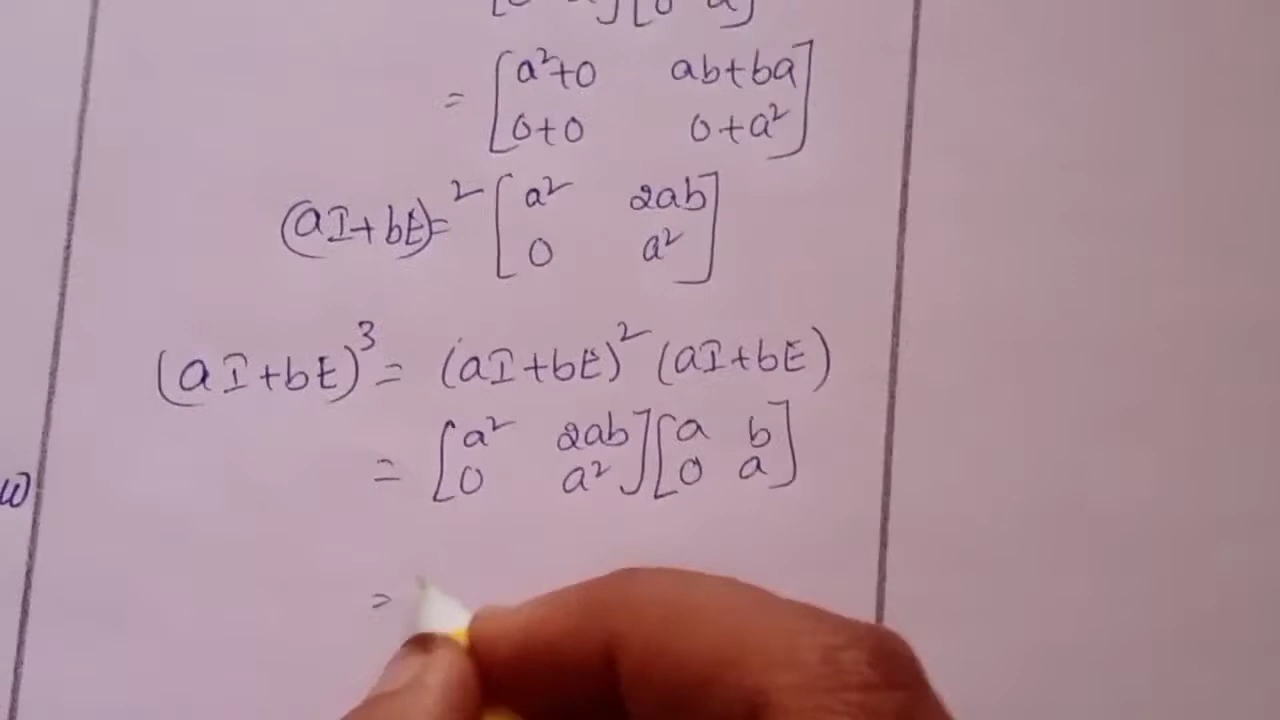 = [a²+0 ab+ba]
[0+0 0+a²]
(aI+bE)=² [a² 2ab]
[0 a²]
(aI+bE)³ = (aI+bE)² (aI+bE)
= [a² 2ab][a b]
[0 a²][0 a]
w
=